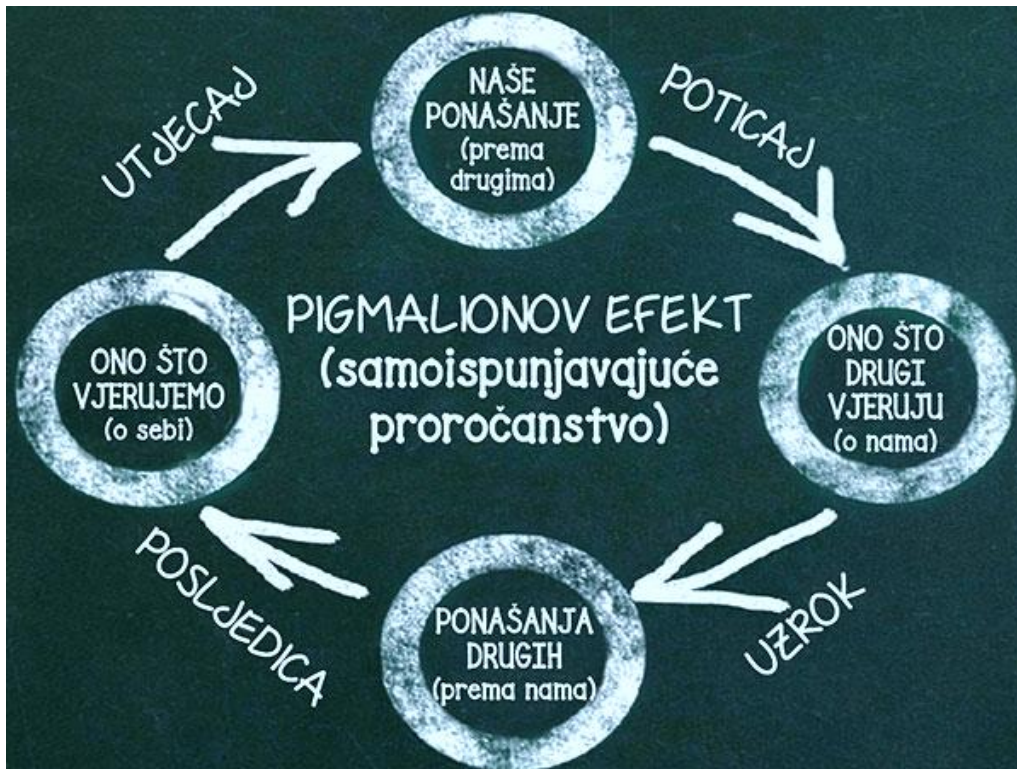 UTJECAJ
NAŠE
PONAŠANJE
(prema
drugima)
POTICAJ
PIGMALIONOV EFEKT
(samoispunjavajuće
proročanstvo)
ONO ŠTO
VJERUJEMO
(o sebi)
ONO ŠTO
DRUGI
VJERUJU
(o nama)
POSLJEDICA
PONAŠANJA
DRUGIH
(prema nama)
UZROK